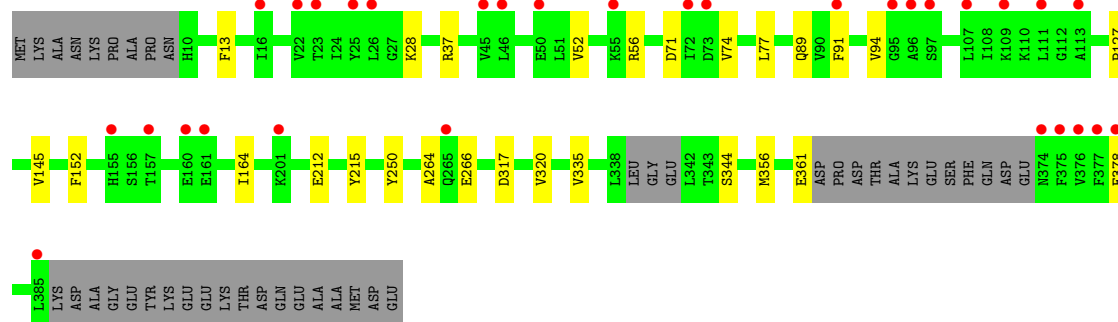 MET LYS ALA ASN LYS PRO ALA PRO ASN H10 F13 I16 V22 T23 I24 Y25 L26 G27 K28 R37 V45 L46 E50 L51 V52 K55 R56 D71 I72 D73 V74 L77 Q89 V90 F91 V94 G95 A96 S97 L107 I108 K109 K110 L111 G112 A113
V145 F152 H155 S156 T157 E160 E161 I164 K201 E212 Y215 Y250 A264 Q265 E266 D317 V320 V335 L338 LEU GLY GLU L342 T343 S344 M356 E361 ASP PRO ASP THR ALA LYS GLU SER PHE GLN ASP GLU N374 F375 V376 F377
L385 LYS ASP ALA GLY GLU TYR LYS GLU GLU LYS THR ASP GLN GLU ALA ALA MET ASP GLU